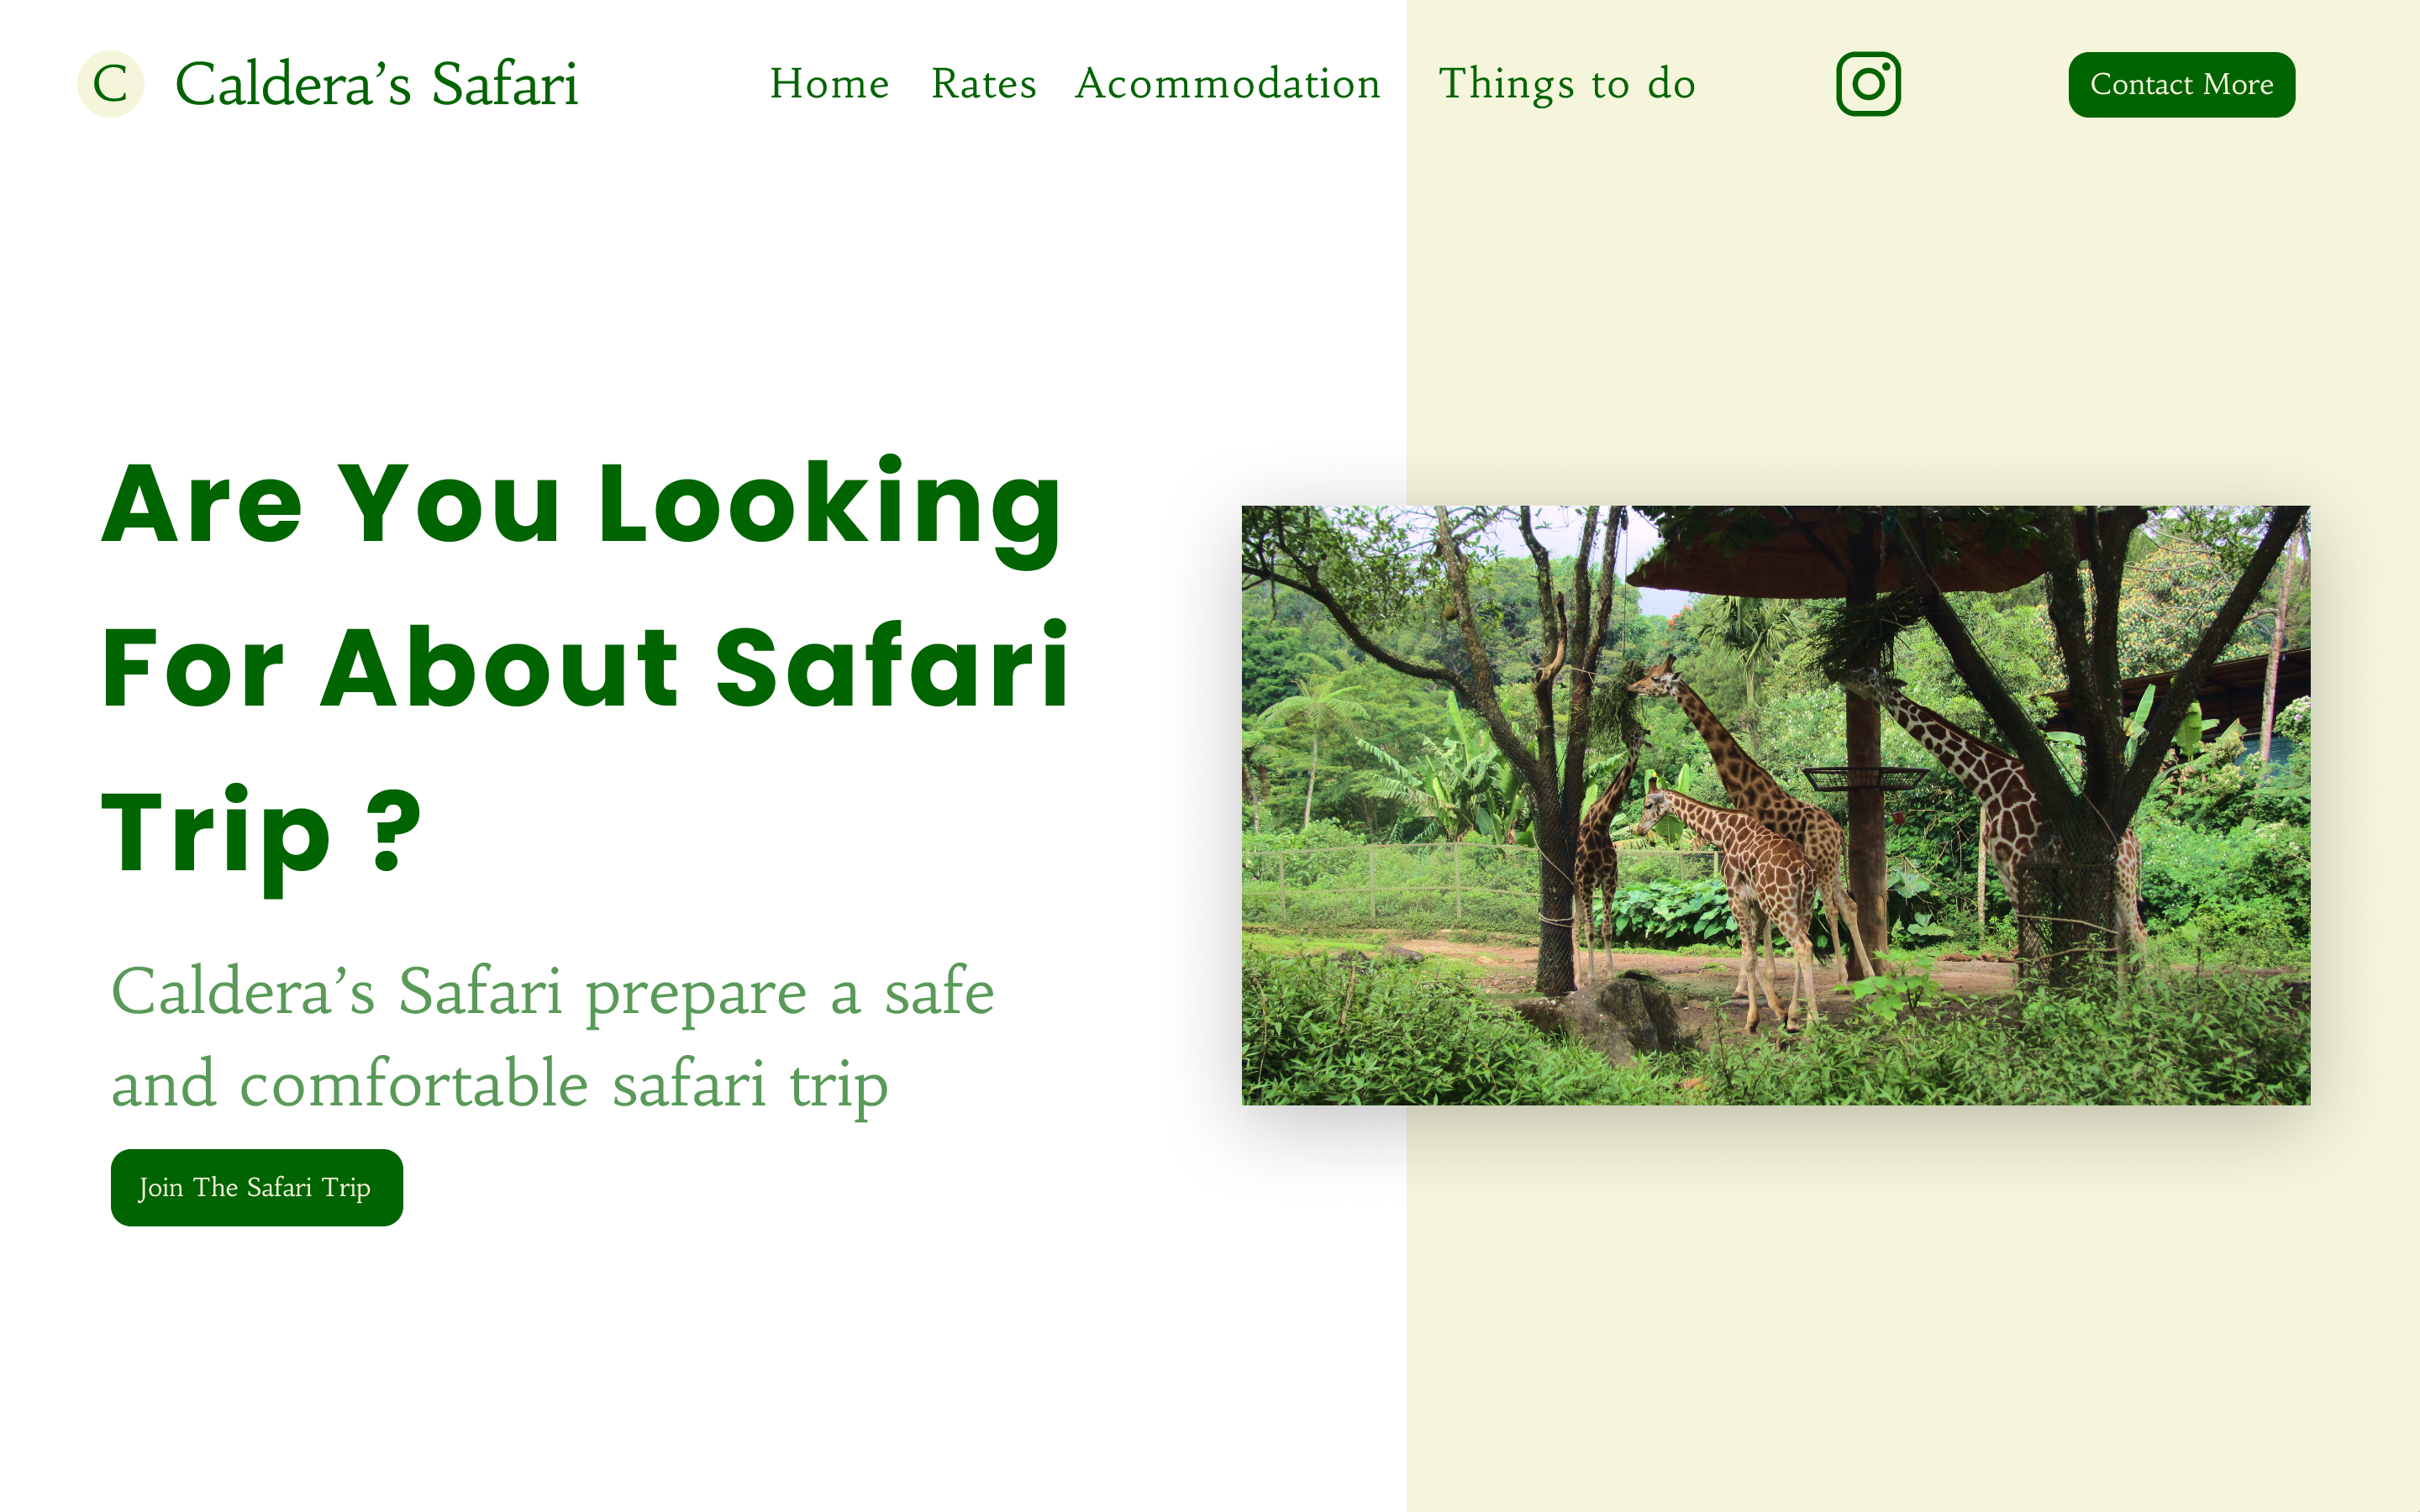 C Caldera’s Safari Home Rates Acommodation Things to do Contact More
Are You Looking
For About Safari
Trip ?
Caldera’s Safari prepare a safe
and comfortable safari trip
Join The Safari Trip